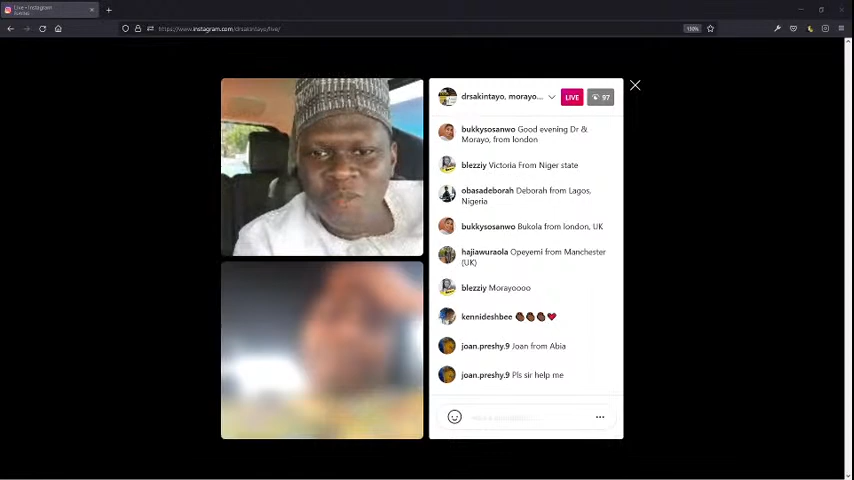 Live • Instagram
https://www.instagram.com/drsakintayo/live/
130%
drsakintayo, morayo...
LIVE
97
bukkysosanwo Good evening Dr &
Morayo, from london
blezziy Victoria From Niger state
obasadeborah Deborah from Lagos,
Nigeria
bukkysosanwo Bukola from london, UK
hajiawuraola Opeyemi from Manchester
(UK)
blezziy Morayoooo
kennideshbee
joan.preshy.9 Joan from Abia
joan.preshy.9 Pls sir help me